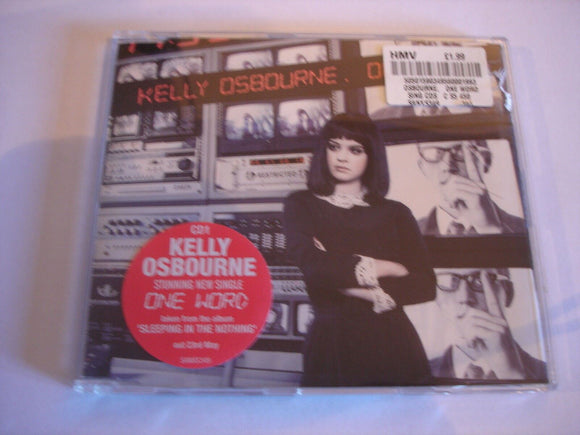 KELLY OSBOURNE. O
HMV £1.99
OSBOURNE, ONE WORD
CD1
KELLY
OSBOURNE
STUNNING NEW SINGLE
ONE WORD
taken from the album
'SLEEPING IN THE NOTHING'
out 23rd May